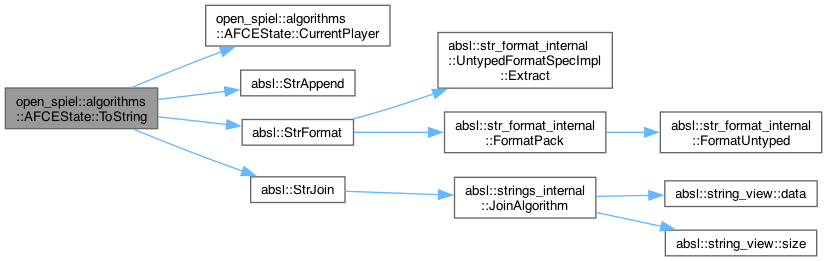 open_spiel::algorithms
::AFCEState::ToString
open_spiel::algorithms
::AFCEState::CurrentPlayer
absl::StrAppend
absl::StrFormat
absl::StrJoin
absl::str_format_internal
::UntypedFormatSpecImpl
::Extract
absl::str_format_internal
::FormatPack
absl::strings_internal
::JoinAlgorithm
absl::str_format_internal
::FormatUntyped
absl::string_view::data
absl::string_view::size